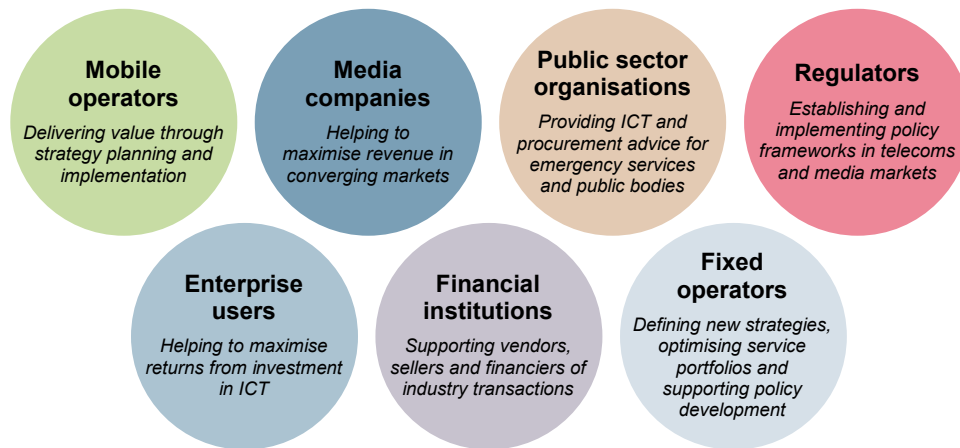 Mobile
operators
Delivering value through
strategy planning and
implementation
Media
companies
Helping to
maximise revenue in
converging markets
Public sector
organisations
Providing ICT and
procurement advice for
emergency services
and public bodies
Regulators
Establishing and
implementing policy
frameworks in telecoms
and media markets
Enterprise
users
Helping to maximise
returns from investment
in ICT
Financial
institutions
Supporting vendors,
sellers and financiers of
industry transactions
Fixed
operators
Defining new strategies,
optimising service
portfolios and
supporting policy
development